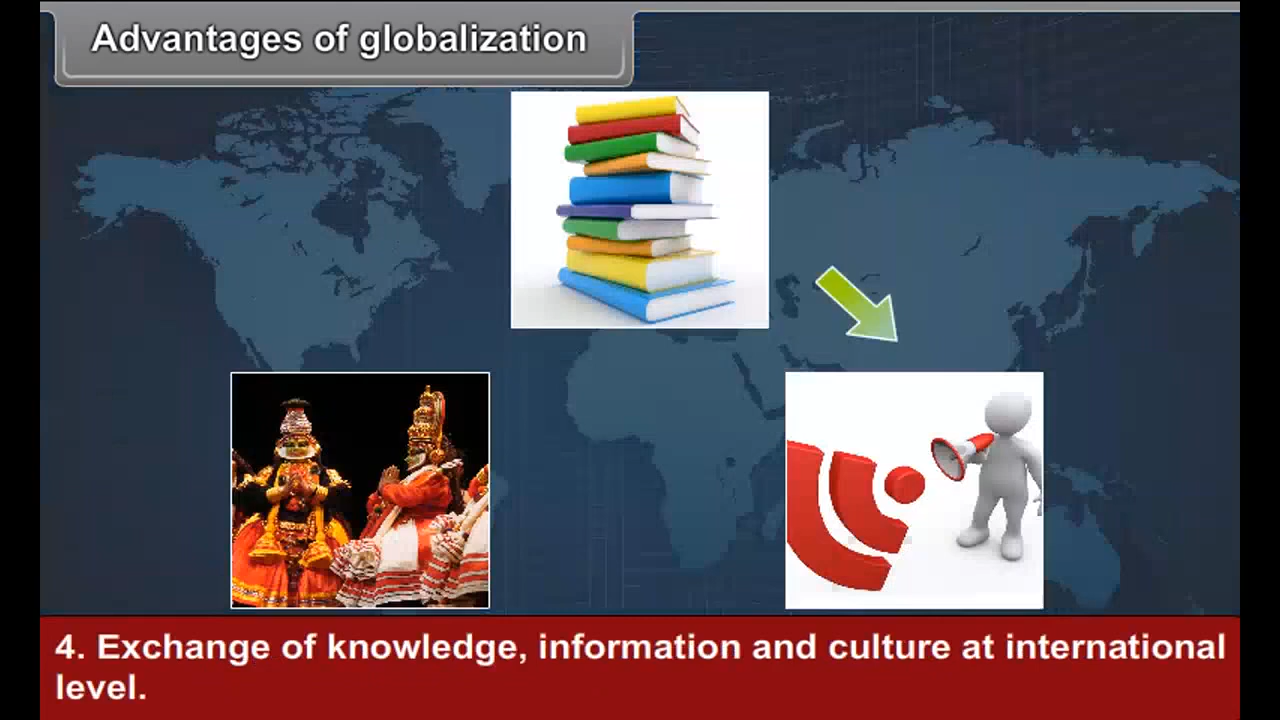 Advantages of globalization
4. Exchange of knowledge, information and culture at international
level.